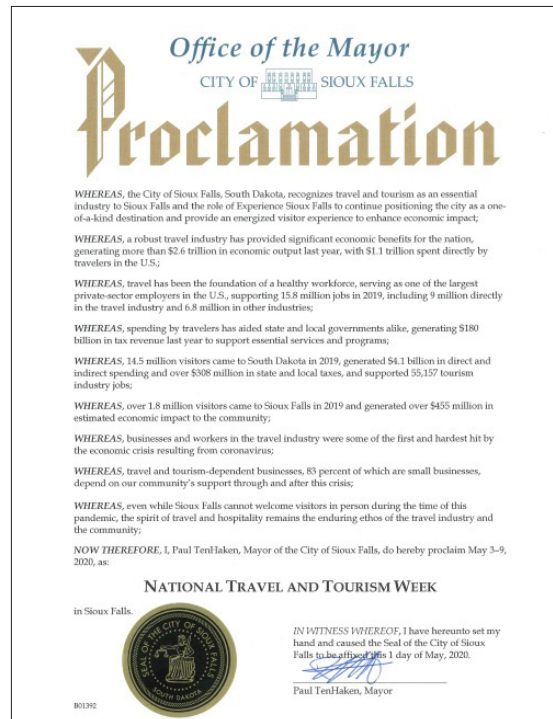 Office of the Mayor
CITY OF SIOUX FALLS
Proclamation
WHEREAS, the City of Sioux Falls, South Dakota, recognizes travel and tourism as an essential
industry to Sioux Falls and the role of Experience Sioux Falls to continue positioning the city as a one-
of-a-kind destination and provide an energized visitor experience to enhance economic impact;
WHEREAS, a robust travel industry has provided significant economic benefits for the nation,
generating more than $2.6 trillion in economic output last year, with $1.1 trillion spent directly by
travelers in the U.S.;
WHEREAS, travel has been the foundation of a healthy workforce, serving as one of the largest
private-sector employers in the U.S., supporting 15.8 million jobs in 2019, including 9 million directly
in the travel industry and 6.8 million in other industries;
WHEREAS, spending by travelers has aided state and local governments alike, generating $180
billion in tax revenue last year to support essential services and programs;
WHEREAS, 14.5 million visitors came to South Dakota in 2019, generated $4.1 billion in direct and
indirect spending and over $308 million in state and local taxes, and supported 55,157 tourism
industry jobs;
WHEREAS, over 1.8 million visitors came to Sioux Falls in 2019 and generated over $455 million in
estimated economic impact to the community;
WHEREAS, businesses and workers in the travel industry were some of the first and hardest hit by
the economic crisis resulting from coronavirus;
WHEREAS, travel and tourism-dependent businesses, 83 percent of which are small businesses,
depend on our community's support through and after this crisis;
WHEREAS, even while Sioux Falls cannot welcome visitors in person during the time of this
pandemic, the spirit of travel and hospitality remains the enduring ethos of the travel industry and
the community;
NOW THEREFORE, I, Paul TenHaken, Mayor of the City of Sioux Falls, do hereby proclaim May 3–9,
2020, as:
NATIONAL TRAVEL AND TOURISM WEEK
in Sioux Falls.
SEAL OF THE CITY OF SIOUX FALLS
SOUTH DAKOTA
IN WITNESS WHEREOF, I have hereunto set my
hand and caused the Seal of the City of Sioux
Falls to be affixed this 1 day of May, 2020.
Paul TenHaken, Mayor
B01392